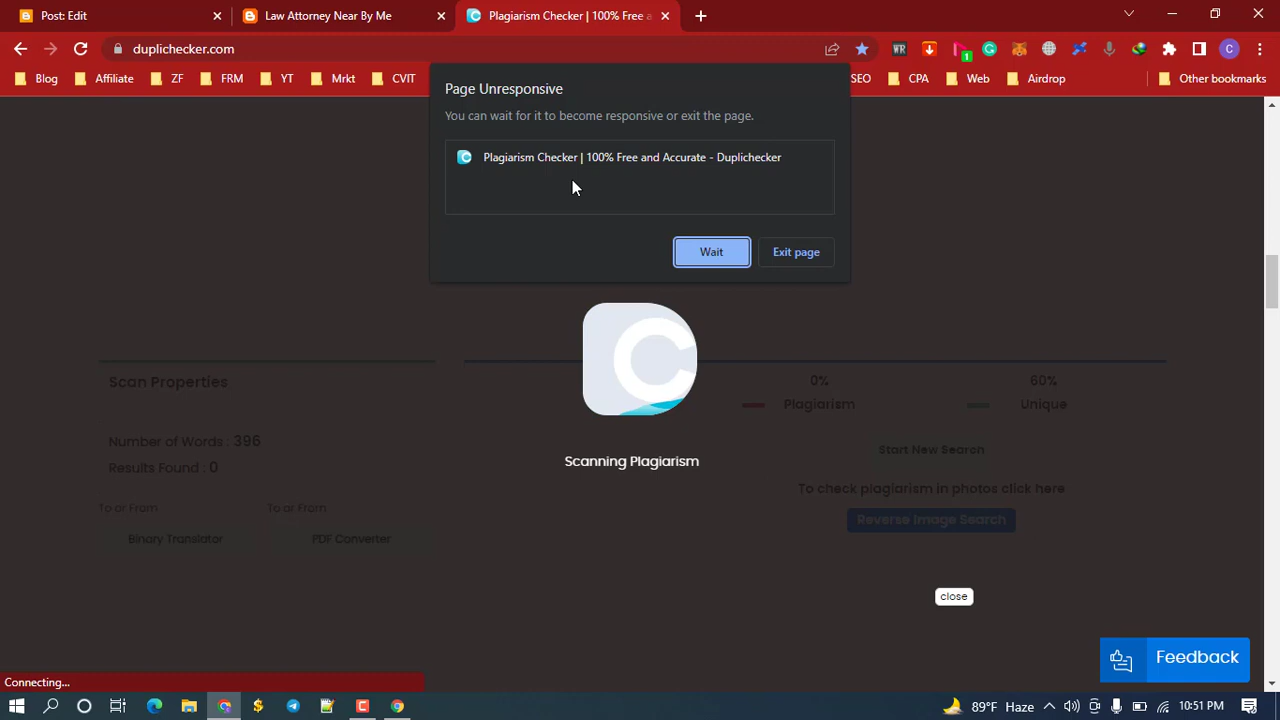 Post: Edit
Law Attorney Near By Me
Plagiarism Checker | 100% Free a
duplichecker.com
WR
1
C
Blog
Affiliate
ZF
FRM
YT
Mrkt
CVIT
SEO
CPA
Web
Airdrop
Other bookmarks
Page Unresponsive
You can wait for it to become responsive or exit the page.
Plagiarism Checker | 100% Free and Accurate - Duplichecker
Wait
Exit page
Scan Properties
0%
60%
Plagiarism
Unique
Number of Words : 396
Start New Search
Scanning Plagiarism
Results Found : 0
To check plagiarism in photos click here
To or From
To or From
Reverse Image Search
Binary Translator
PDF Converter
close
Feedback
Connecting...
89°F Haze
10:51 PM